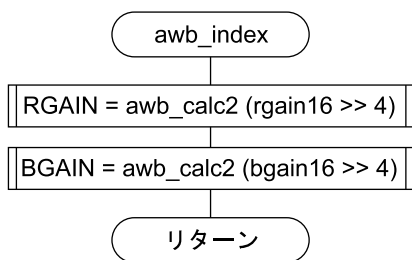 awb_index
RGAIN = awb_calc2 (rgain16 >> 4)
BGAIN = awb_calc2 (bgain16 >> 4)
リターン